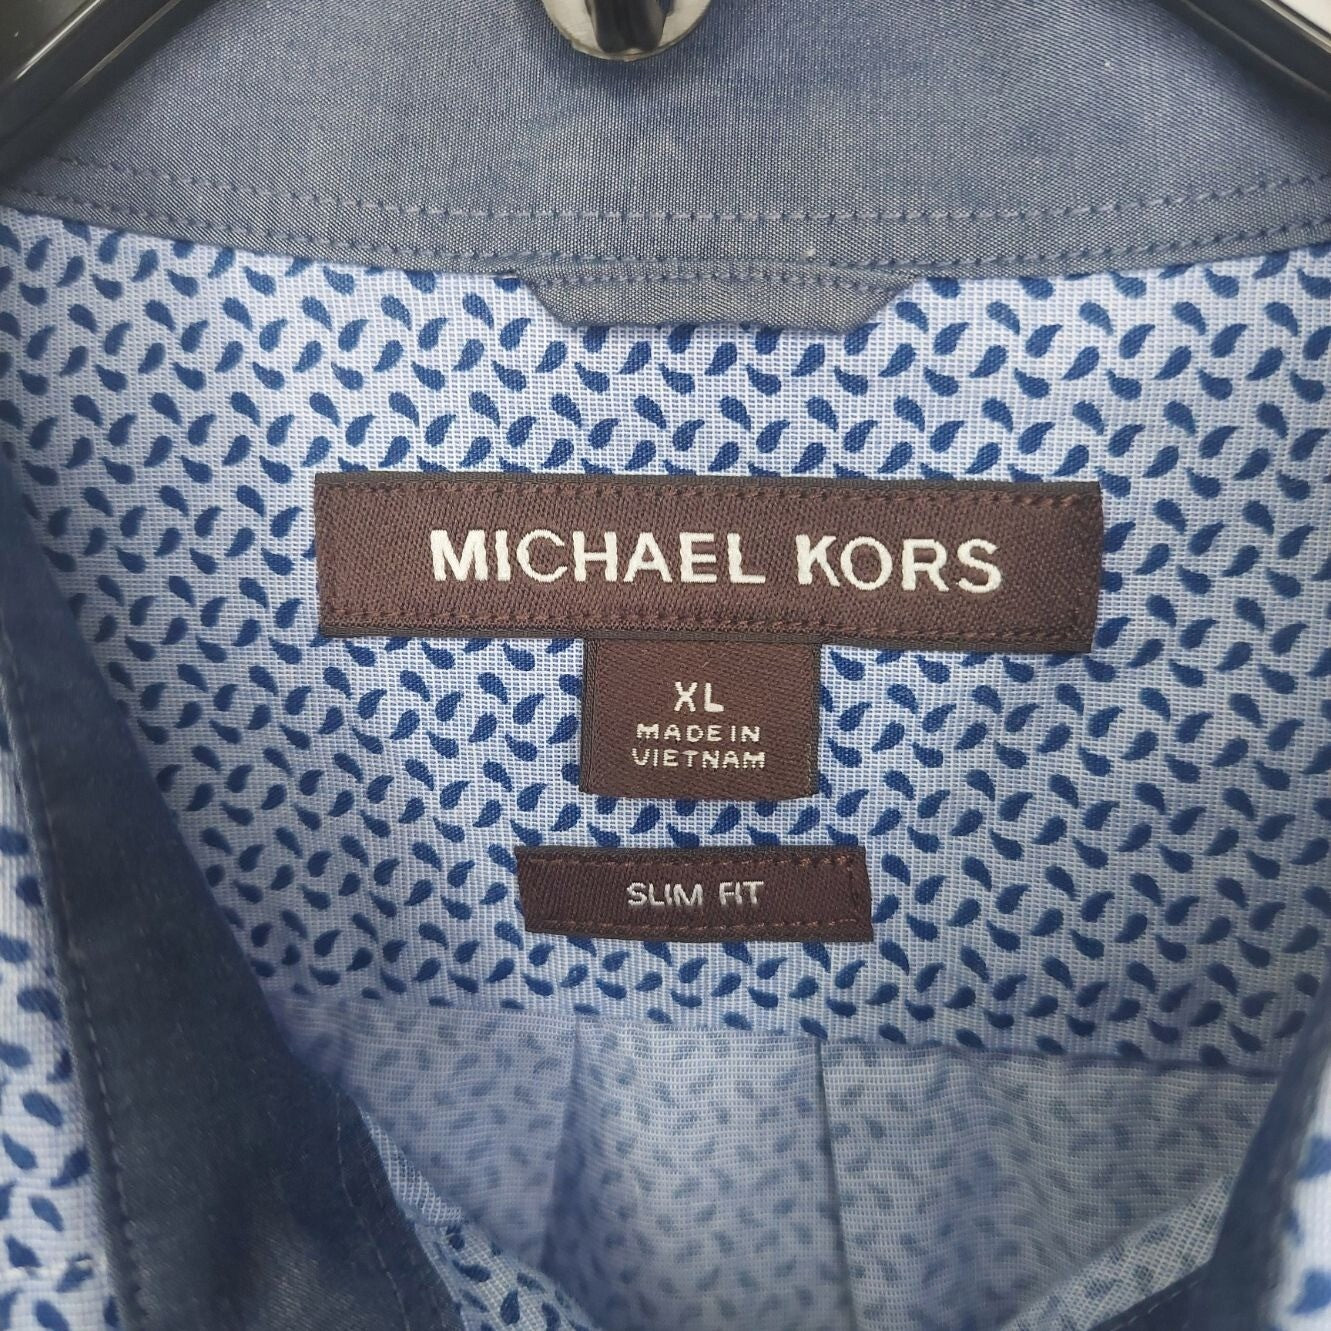 MICHAEL KORS
XL
MADE IN
VIETNAM
SLIM FIT